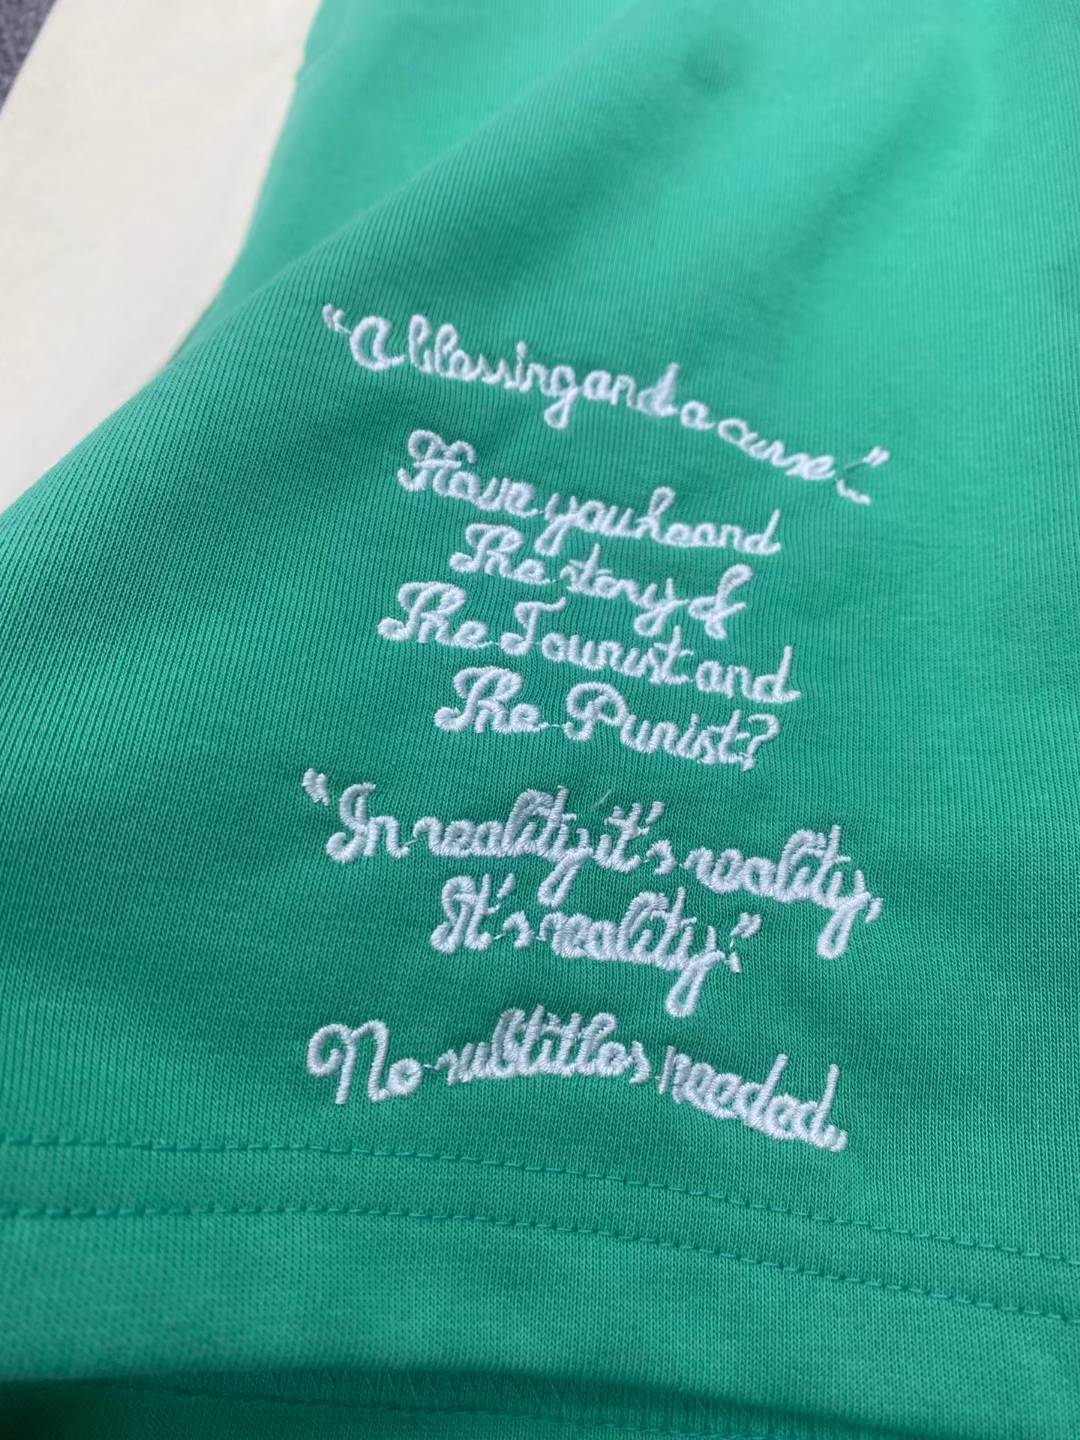 “A blessing and a curse.”
Have you heard
The story of
The Tourist and
The Purist?
“In reality, it's reality,
It's reality.”
No subtitles needed.